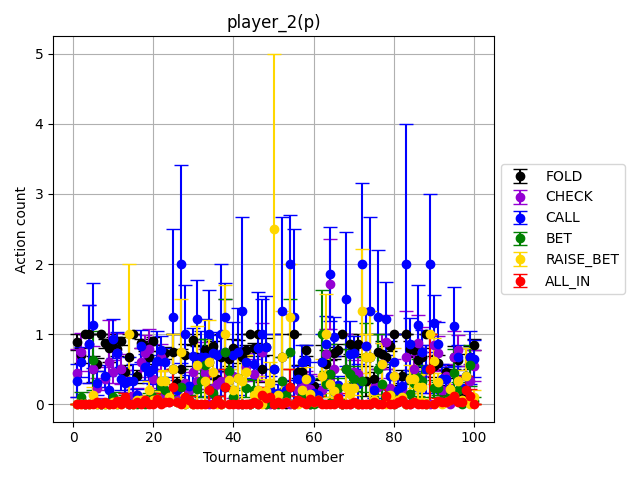 player_2(p)
Action count
5
4
3
2
1
0
0 20 40 60 80 100
Tournament number
FOLD
CHECK
CALL
BET
RAISE_BET
ALL_IN